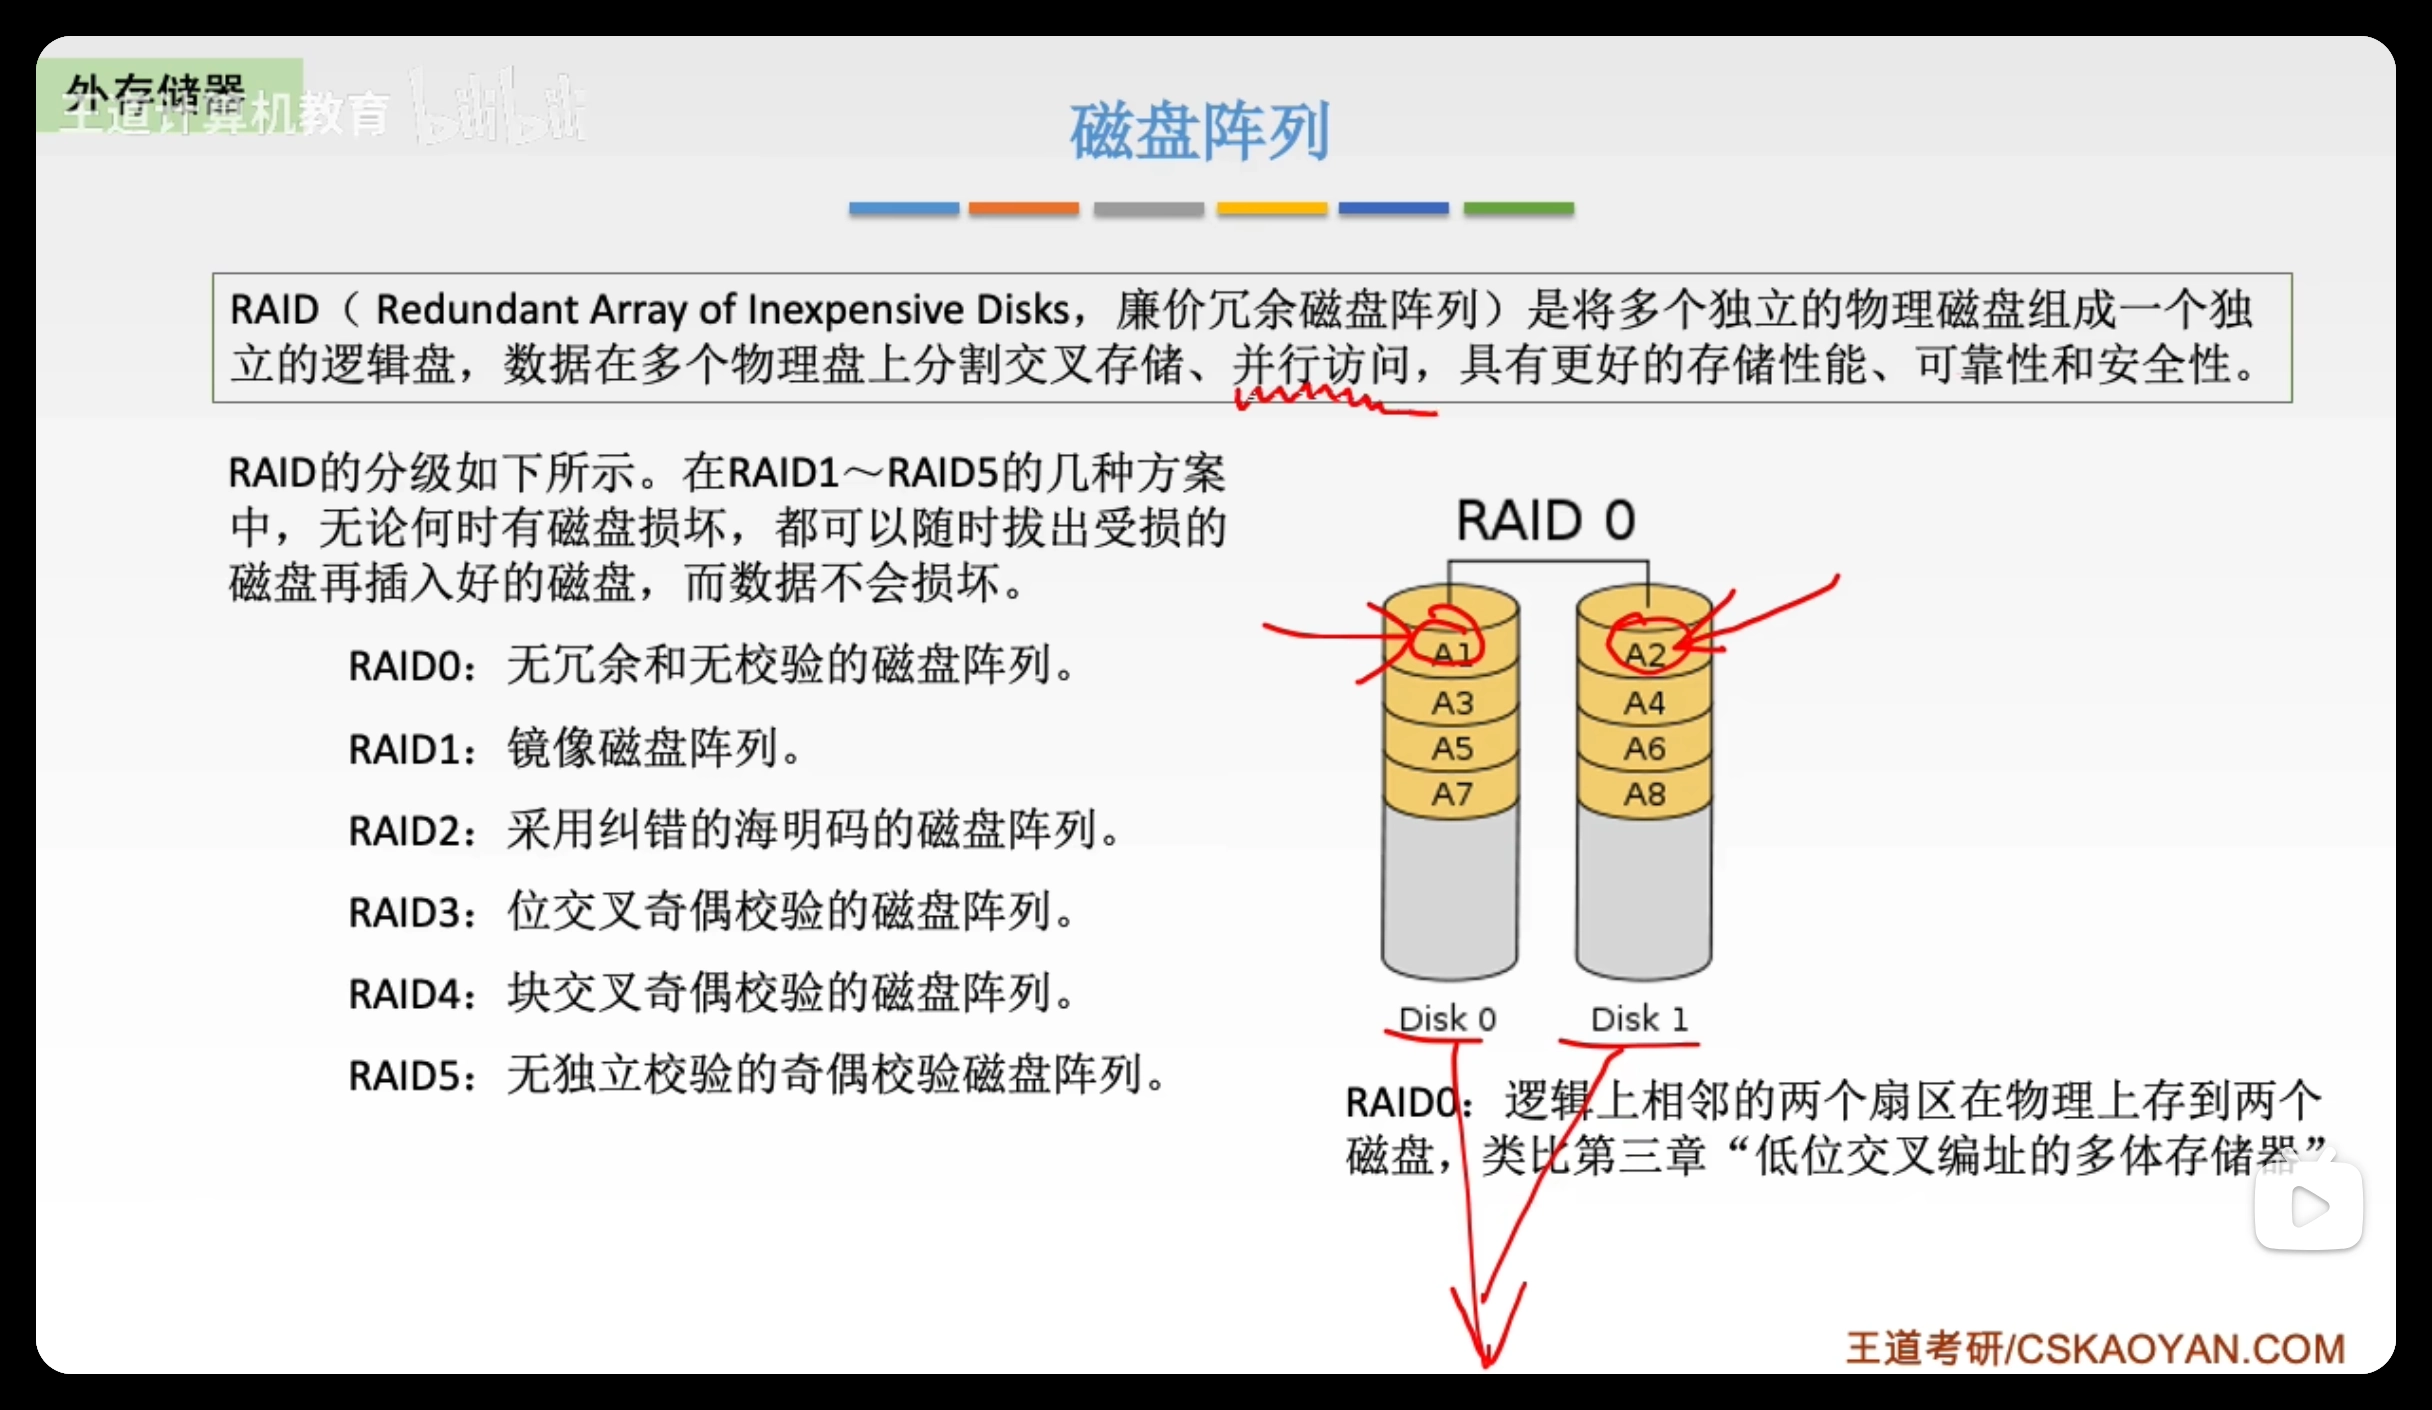 外存储器
王道计算机教育 bilibili
磁盘阵列
RAID（ Redundant Array of Inexpensive Disks，廉价冗余磁盘阵列）是将多个独立的物理磁盘组成一个独
立的逻辑盘，数据在多个物理盘上分割交叉存储、并行访问，具有更好的存储性能、可靠性和安全性。
RAID的分级如下所示。在RAID1～RAID5的几种方案
中，无论何时有磁盘损坏，都可以随时拔出受损的
磁盘再插入好的磁盘，而数据不会损坏。
RAID0：无冗余和无校验的磁盘阵列。
RAID1：镜像磁盘阵列。
RAID2：采用纠错的海明码的磁盘阵列。
RAID3：位交叉奇偶校验的磁盘阵列。
RAID4：块交叉奇偶校验的磁盘阵列。
RAID5：无独立校验的奇偶校验磁盘阵列。
RAID 0
A1 A2
A3 A4
A5 A6
A7 A8
Disk 0 Disk 1
RAID0：逻辑上相邻的两个扇区在物理上存到两个
磁盘，类比第三章“低位交叉编址的多体存储器”
王道考研/CSKAOYAN.COM